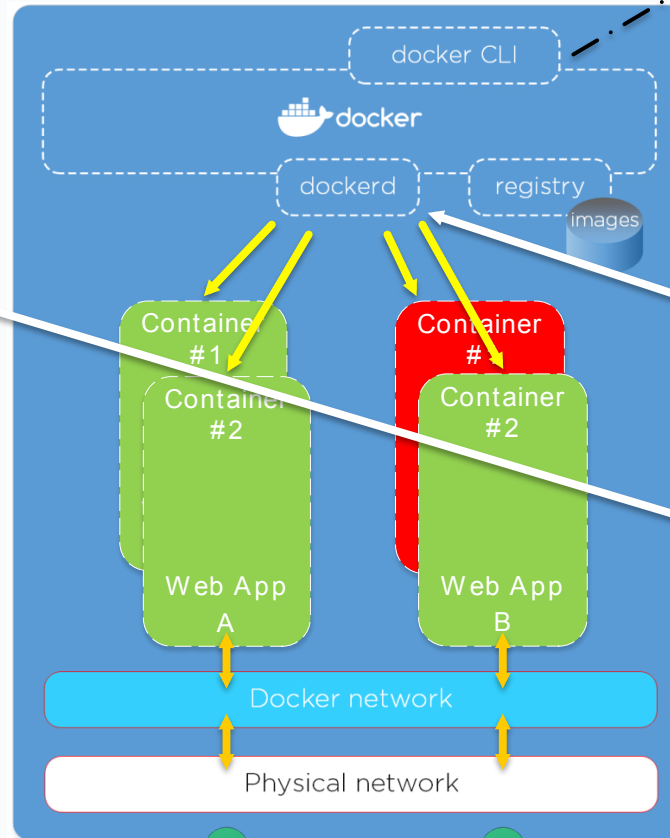 docker CLI
docker
dockerd
registry
images
Container
#1
Container
#
Container
#2
Container
#2
Web App
A
Web App
B
Docker network
Physical network